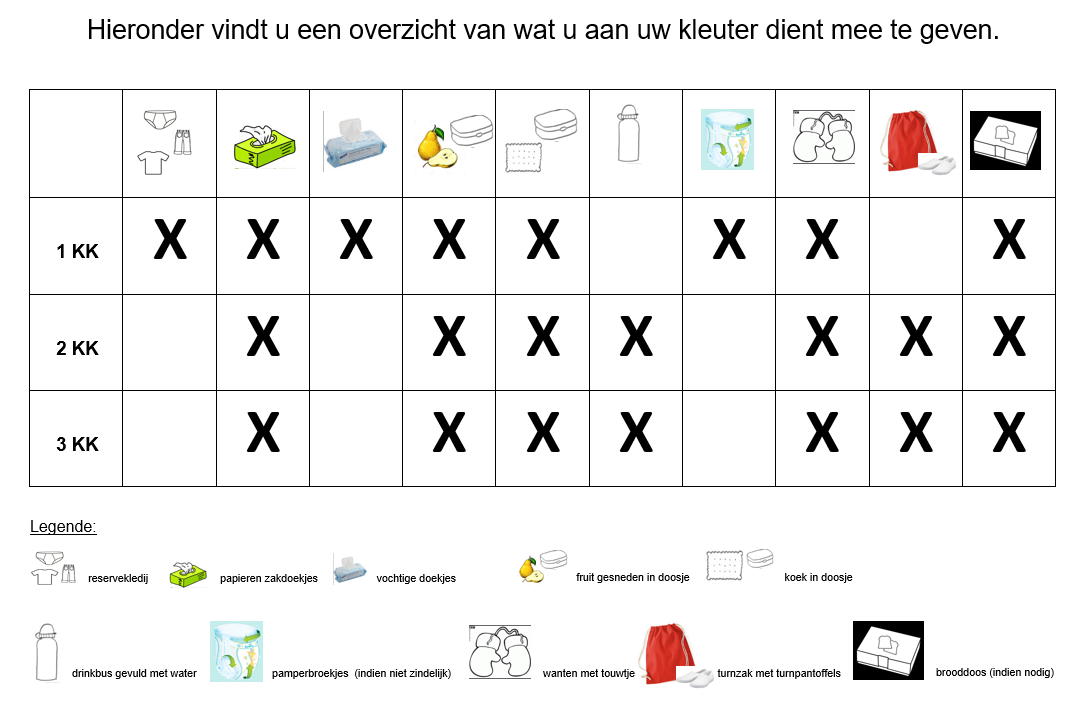 Hieronder vindt u een overzicht van wat u aan uw kleuter dient mee te geven.
1 KK X X X X X X X X
2 KK X X X X X X X
3 KK X X X X X X X
Legende:
reservekledij papieren zakdoekjes vochtige doekjes fruit gesneden in doosje koek in doosje
drinkbus gevuld met water pamperbroekjes (indien niet zindelijk) wanten met touwtje turnzak met turnpantoffels brooddoos (indien nodig)